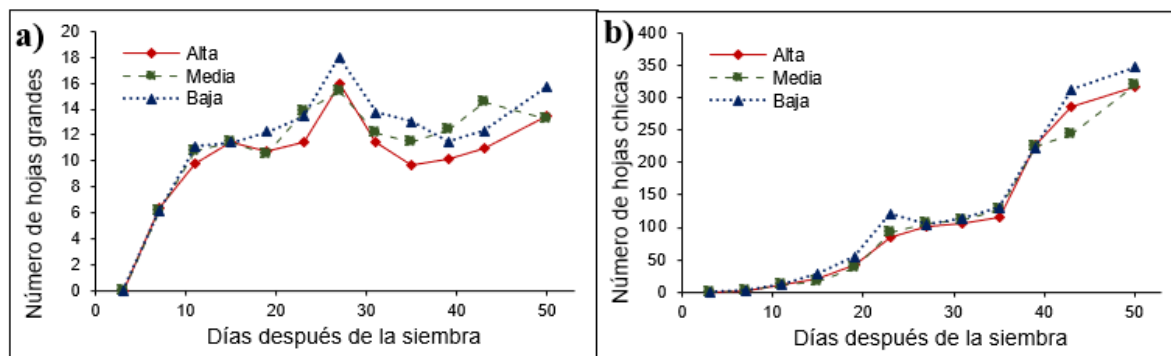 a)
Número de hojas grandes
20
18
16
14
12
10
8
6
4
2
0
Alta
Media
Baja
0 10 20 30 40 50
Días después de la siembra
b)
Número de hojas chicas
400
350
300
250
200
150
100
50
0
Alta
Media
Baja
0 10 20 30 40 50
Días después de la siembra